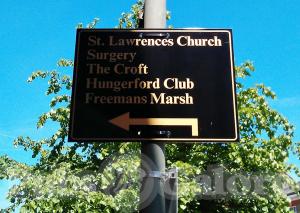 St. Lawrences Church
Surgery
The Croft
Hungerford Club
Freemans Marsh